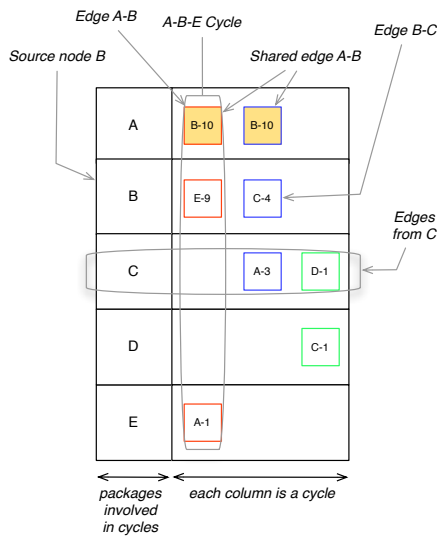 Edge A-B
A-B-E Cycle
Edge B-C
Source node B
Shared edge A-B
A
B-10
B-10
B
E-9
C-4
Edges
from C
C
A-3
D-1
D
C-1
E
A-1
packages
involved
in cycles
each column is a cycle